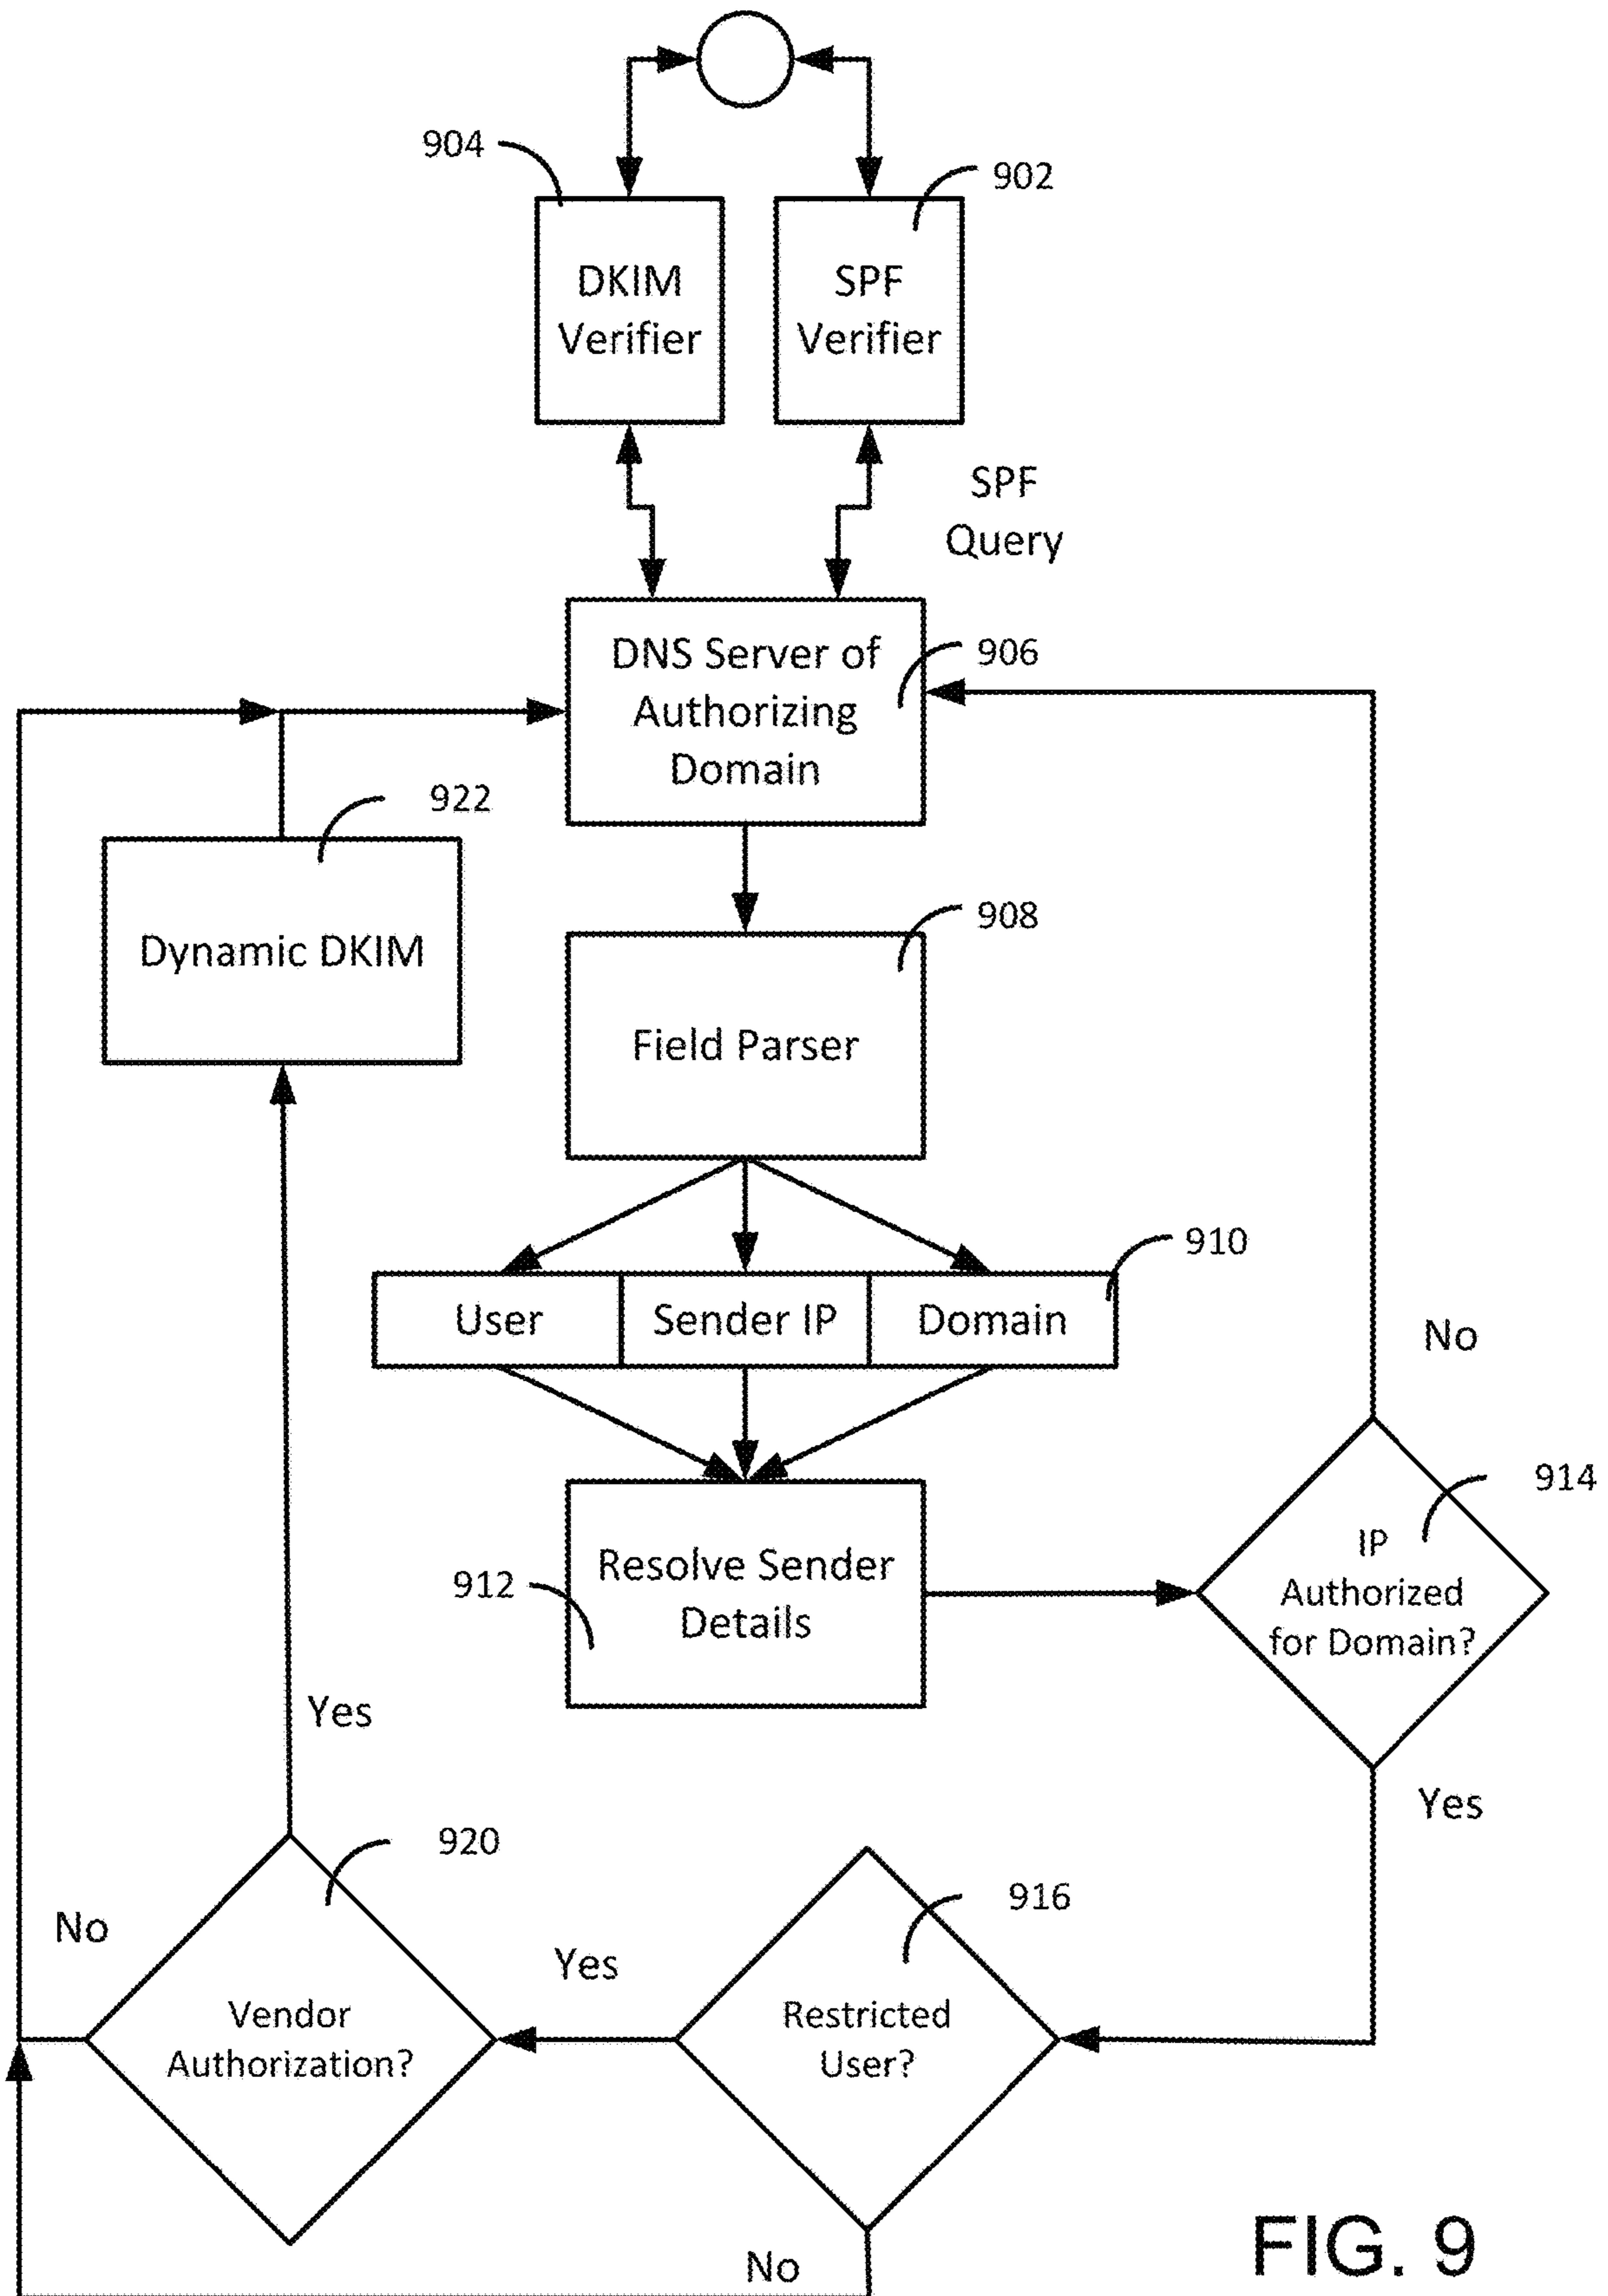 904
902
DKIM
Verifier
SPF
Verifier
SPF
Query
DNS Server of
Authorizing
Domain
906
922
Dynamic DKIM
908
Field Parser
910
User
Sender IP
Domain
No
914
IP
Authorized
for Domain?
912
Resolve Sender
Details
Yes
Yes
920
916
No
Yes
Vendor
Authorization?
Restricted
User?
No
FIG. 9